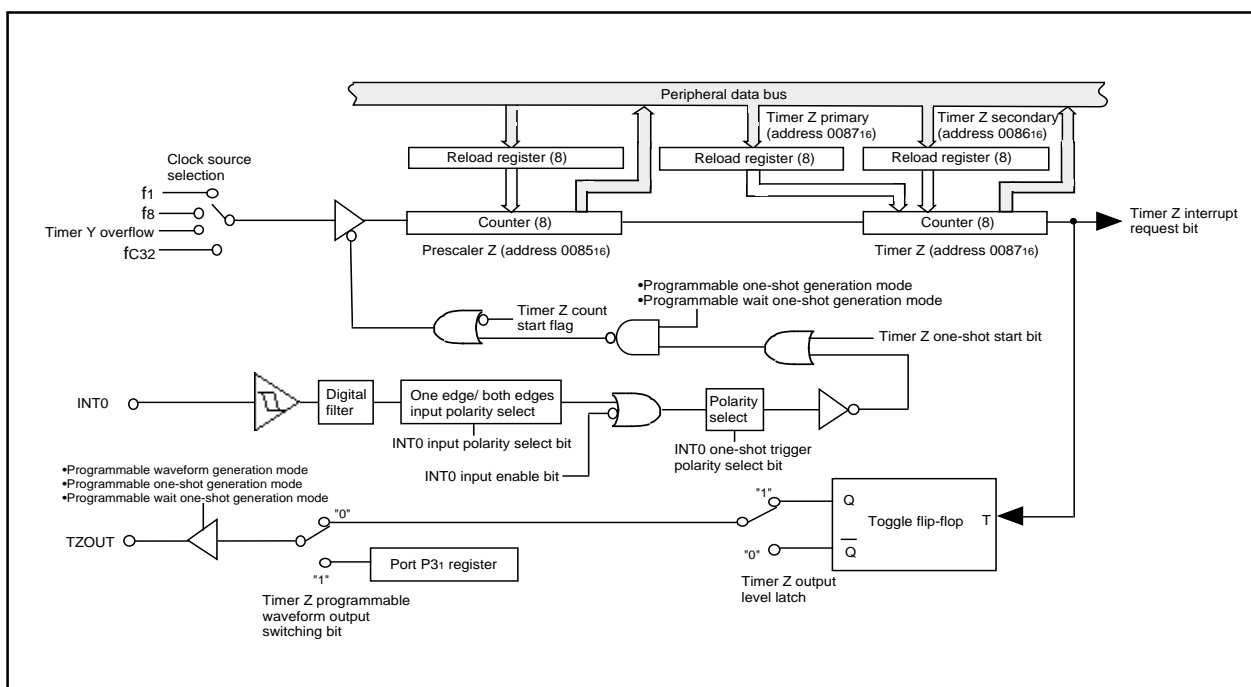 Peripheral data bus
Timer Z primary
(address 008716)
Timer Z secondary
(address 008616)
Clock source
selection
Reload register (8)
Reload register (8)
Reload register (8)
f1
f8
Timer Y overflow
fC32
Counter (8)
Counter (8)
Timer Z interrupt
request bit
Prescaler Z (address 008516)
Timer Z (address 008716)
•Programmable one-shot generation mode
•Programmable wait one-shot generation mode
Timer Z count
start flag
Timer Z one-shot start bit
INT0
Digital
filter
One edge/ both edges
input polarity select
Polarity
select
INT0 input polarity select bit
INT0 one-shot trigger
polarity select bit
INT0 input enable bit
•Programmable waveform generation mode
•Programmable one-shot generation mode
•Programmable wait one-shot generation mode
"0"
"1"
Q
Toggle flip-flop
T
TZOUT
"0"
Q
Port P31 register
"1"
Timer Z output
level latch
Timer Z programmable
waveform output
switching bit